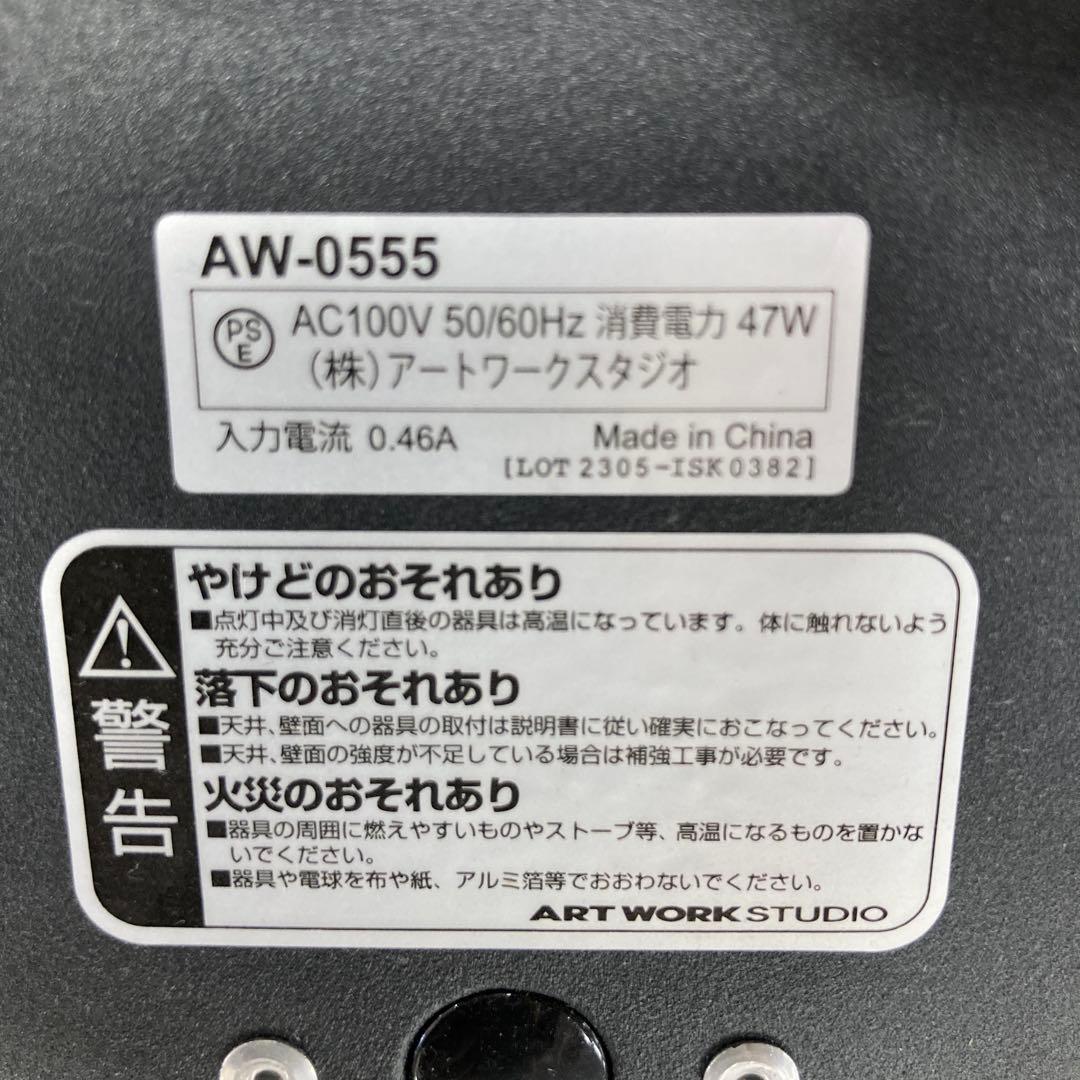 AW-0555
PSE AC100V 50/60Hz 消費電力 47W
(株)アートワークスタジオ
入力電流 0.46A Made in China
[LOT 2305-ISK0382]
警告
やけどのおそれあり
■点灯中及び消灯直後の器具は高温になっています。体に触れないよう
充分ご注意ください。
落下のおそれあり
■天井、壁面への器具の取付は説明書に従い確実におこなってください。
■天井、壁面の強度が不足している場合は補強工事が必要です。
火災のおそれあり
■器具の周囲に燃えやすいものやストーブ等、高温になるものを置かな
いでください。
■器具や電球を布や紙、アルミ箔等でおおわないでください。
ART WORK STUDIO